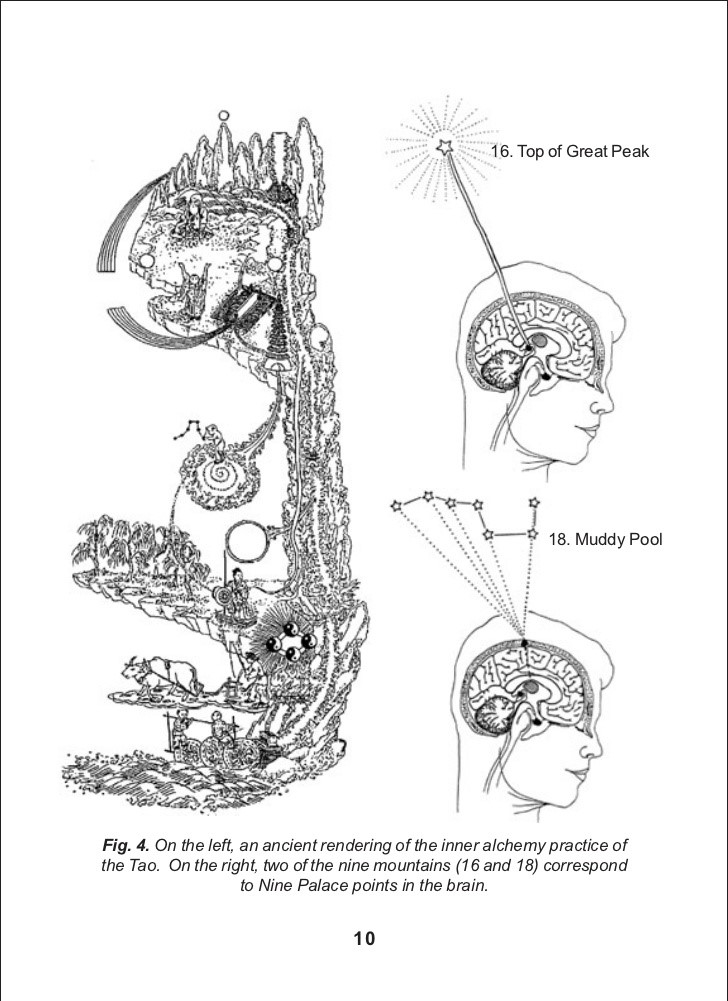 16. Top of Great Peak
18. Muddy Pool
Fig. 4. On the left, an ancient rendering of the inner alchemy practice of
the Tao. On the right, two of the nine mountains (16 and 18) correspond
to Nine Palace points in the brain.
10